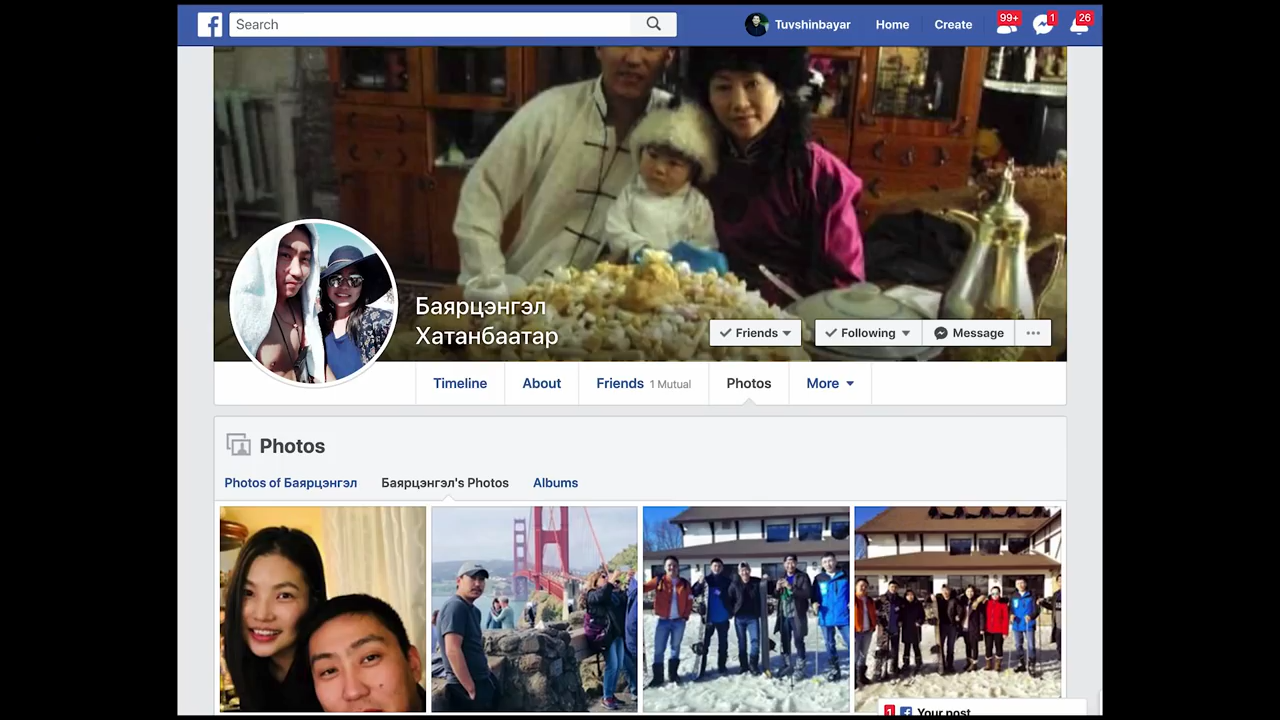 Search
Tuvshinbayar
Home
Create
99+
1
26
Баярцэнгэл
Хатанбаатар
Friends
Following
Message
Timeline
About
Friends 1 Mutual
Photos
More
Photos
Photos of Баярцэнгэл
Баярцэнгэл's Photos
Albums
1
Your post